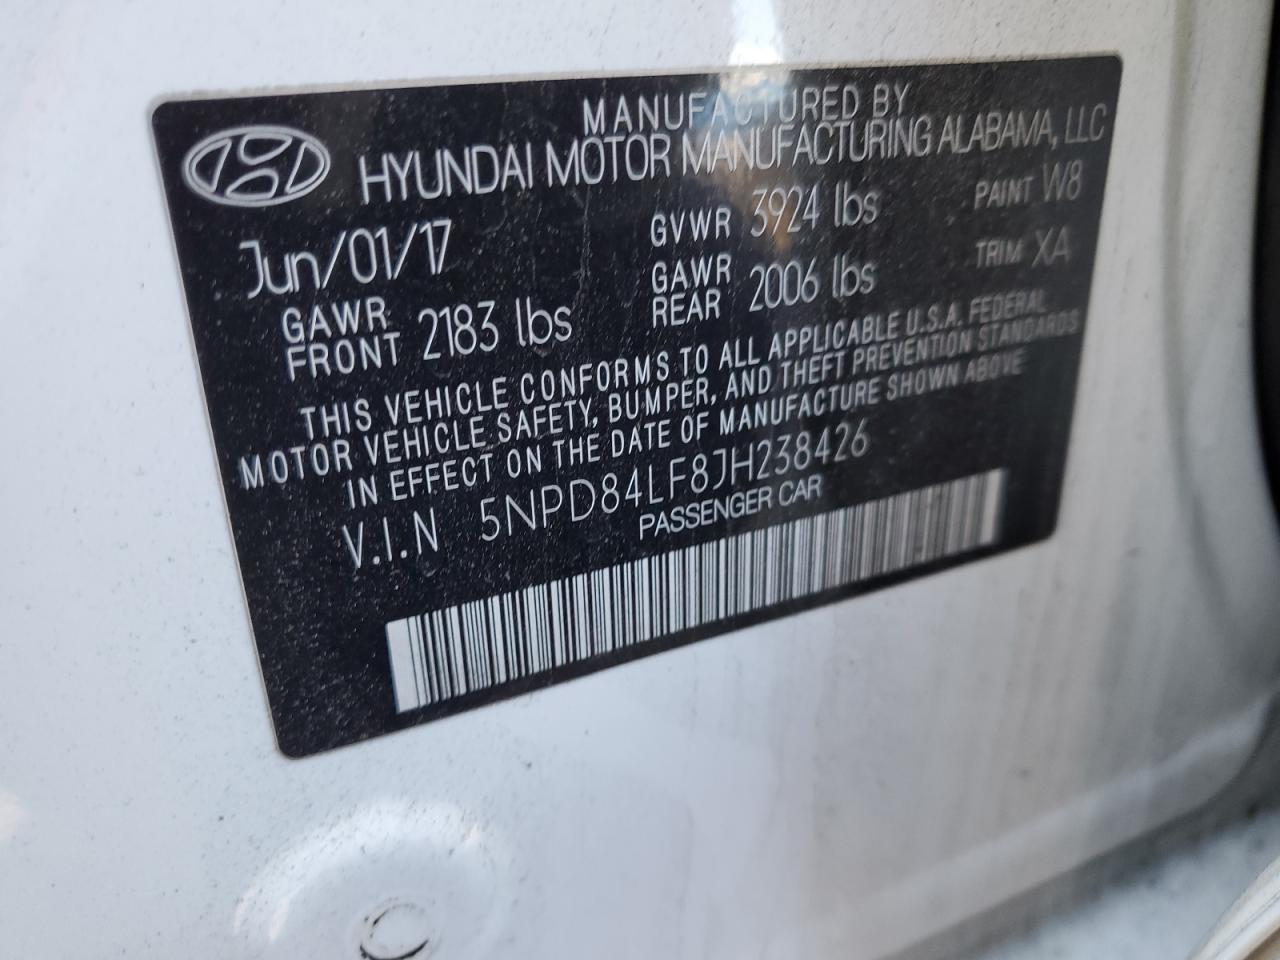 MANUFACTURED BY
HYUNDAI MOTOR MANUFACTURING ALABAMA, LLC
Jun/01/17 GVWR 3924 lbs PAINT W8
GAWR FRONT 2183 lbs GAWR REAR 2006 lbs TRIM XA
THIS VEHICLE CONFORMS TO ALL APPLICABLE U.S.A. FEDERAL
MOTOR VEHICLE SAFETY, BUMPER, AND THEFT PREVENTION STANDARDS
IN EFFECT ON THE DATE OF MANUFACTURE SHOWN ABOVE
V.I.N 5NPD84LF8JH238426
PASSENGER CAR